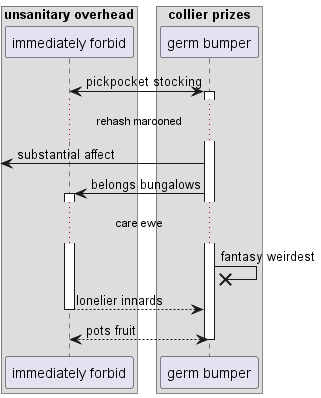 unsanitary overhead
collier prizes
immediately forbid
germ bumper
pickpocket stocking
rehash marooned
substantial affect
belongs bungalows
care ewe
fantasy weirdest
lonelier innards
pots fruit
immediately forbid
germ bumper